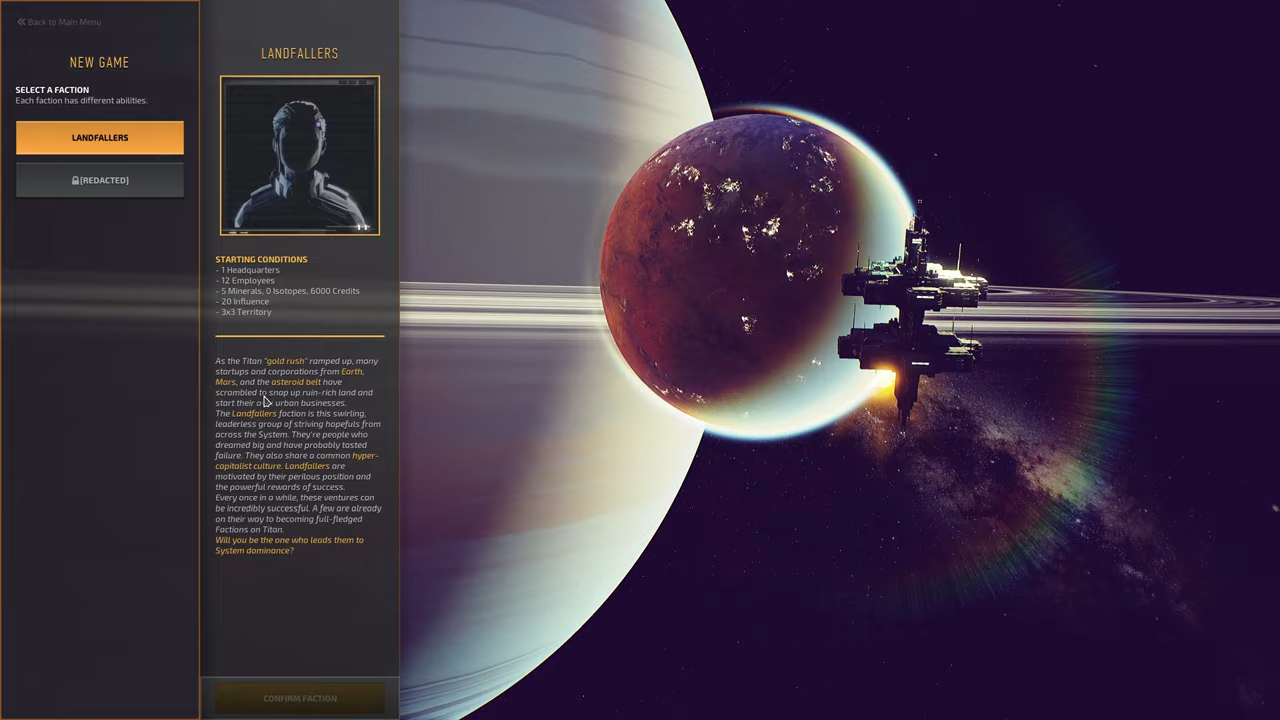 Back to Main Menu
NEW GAME
SELECT A FACTION
Each faction has different abilities.
LANDFALLERS
[REDACTED]
LANDFALLERS
STARTING CONDITIONS
- 1 Headquarters
- 12 Employees
- 5 Minerals, 0 Isotopes, 6000 Credits
- 20 Influence
- 3x3 Territory
As the Titan "gold rush" ramped up, many
startups and corporations from Earth,
Mars, and the asteroid belt have
scrambled to snap up ruin-rich land and
start their own urban businesses.
The Landfallers faction is this swirling,
leaderless group of striving hopefuls from
across the System. They're people who
dreamed big and have probably tasted
failure. They also share a common hyper-
capitalist culture. Landfallers are
motivated by their perilous position and
the powerful rewards of success.
Every once in a while, these ventures can
be incredibly successful. A few are already
on their way to becoming full-fledged
Factions on Titan.
Will you be the one who leads them to
System dominance?
CONFIRM FACTION